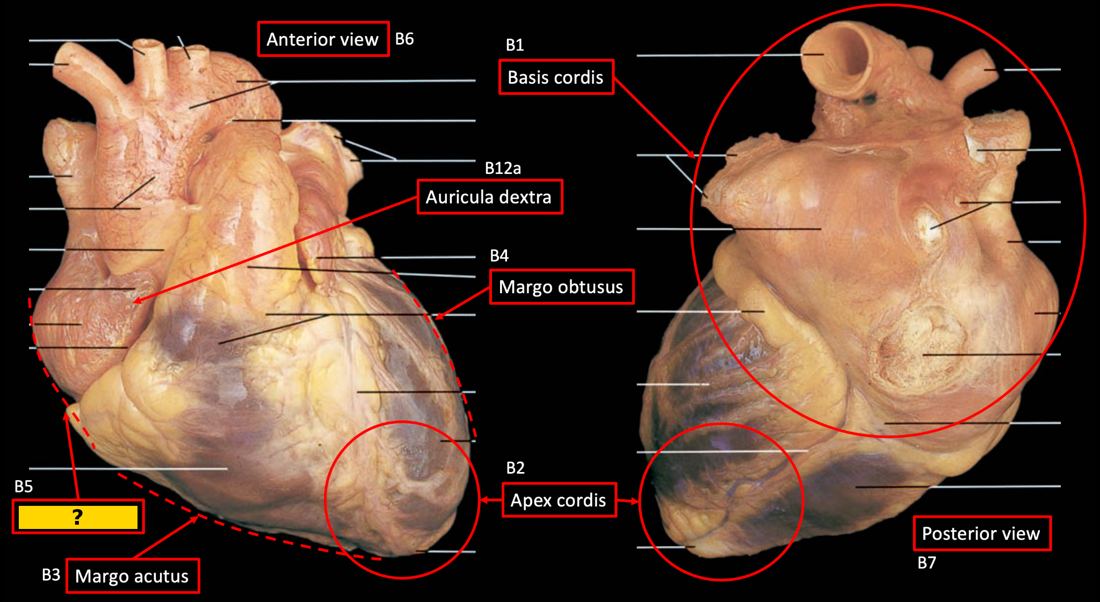 Anterior view
B6
B1
Basis cordis
B12a
Auricula dextra
B4
Margo obtusus
B2
Apex cordis
B5
?
B3
Margo acutus
Posterior view
B7